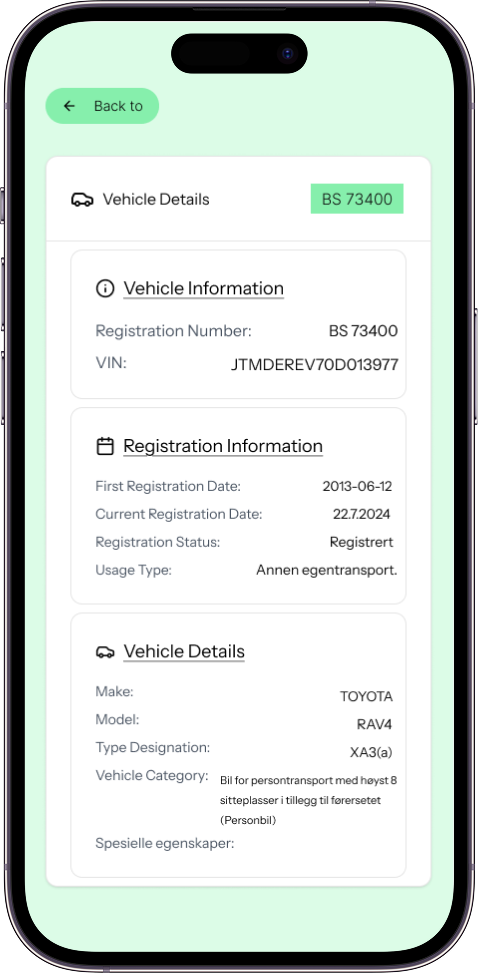 Back to
Vehicle Details
BS 73400
Vehicle Information
Registration Number: BS 73400
VIN: JTMDEREV70D013977
Registration Information
First Registration Date: 2013-06-12
Current Registration Date: 22.7.2024
Registration Status: Registrert
Usage Type: Annen egentransport.
Vehicle Details
Make: TOYOTA
Model: RAV4
Type Designation: XA3(a)
Vehicle Category: Bil for persontransport med høyst 8
sitteplasser i tillegg til førersetet
(Personbil)
Spesielle egenskaper: